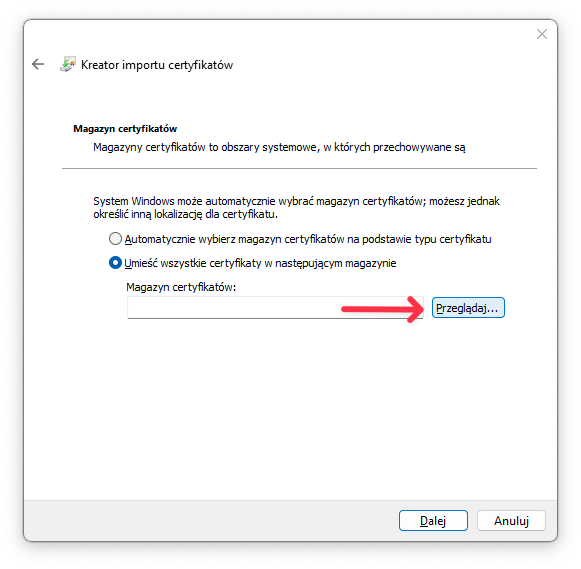 Kreator importu certyfikatów
Magazyn certyfikatów
Magazyny certyfikatów to obszary systemowe, w których przechowywane są
System Windows może automatycznie wybrać magazyn certyfikatów; możesz jednak
określić inną lokalizację dla certyfikatu.
Automatycznie wybierz magazyn certyfikatów na podstawie typu certyfikatu
Umieść wszystkie certyfikaty w następującym magazynie
Magazyn certyfikatów:
Przeglądaj...
Dalej
Anuluj